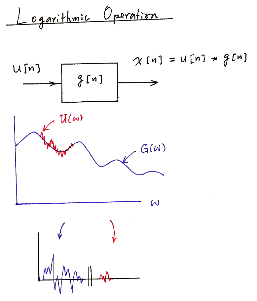 Logarithmic Operation
u[n]
g[n]
x[n] = u[n] * g[n]
U(ω)
G(ω)
ω